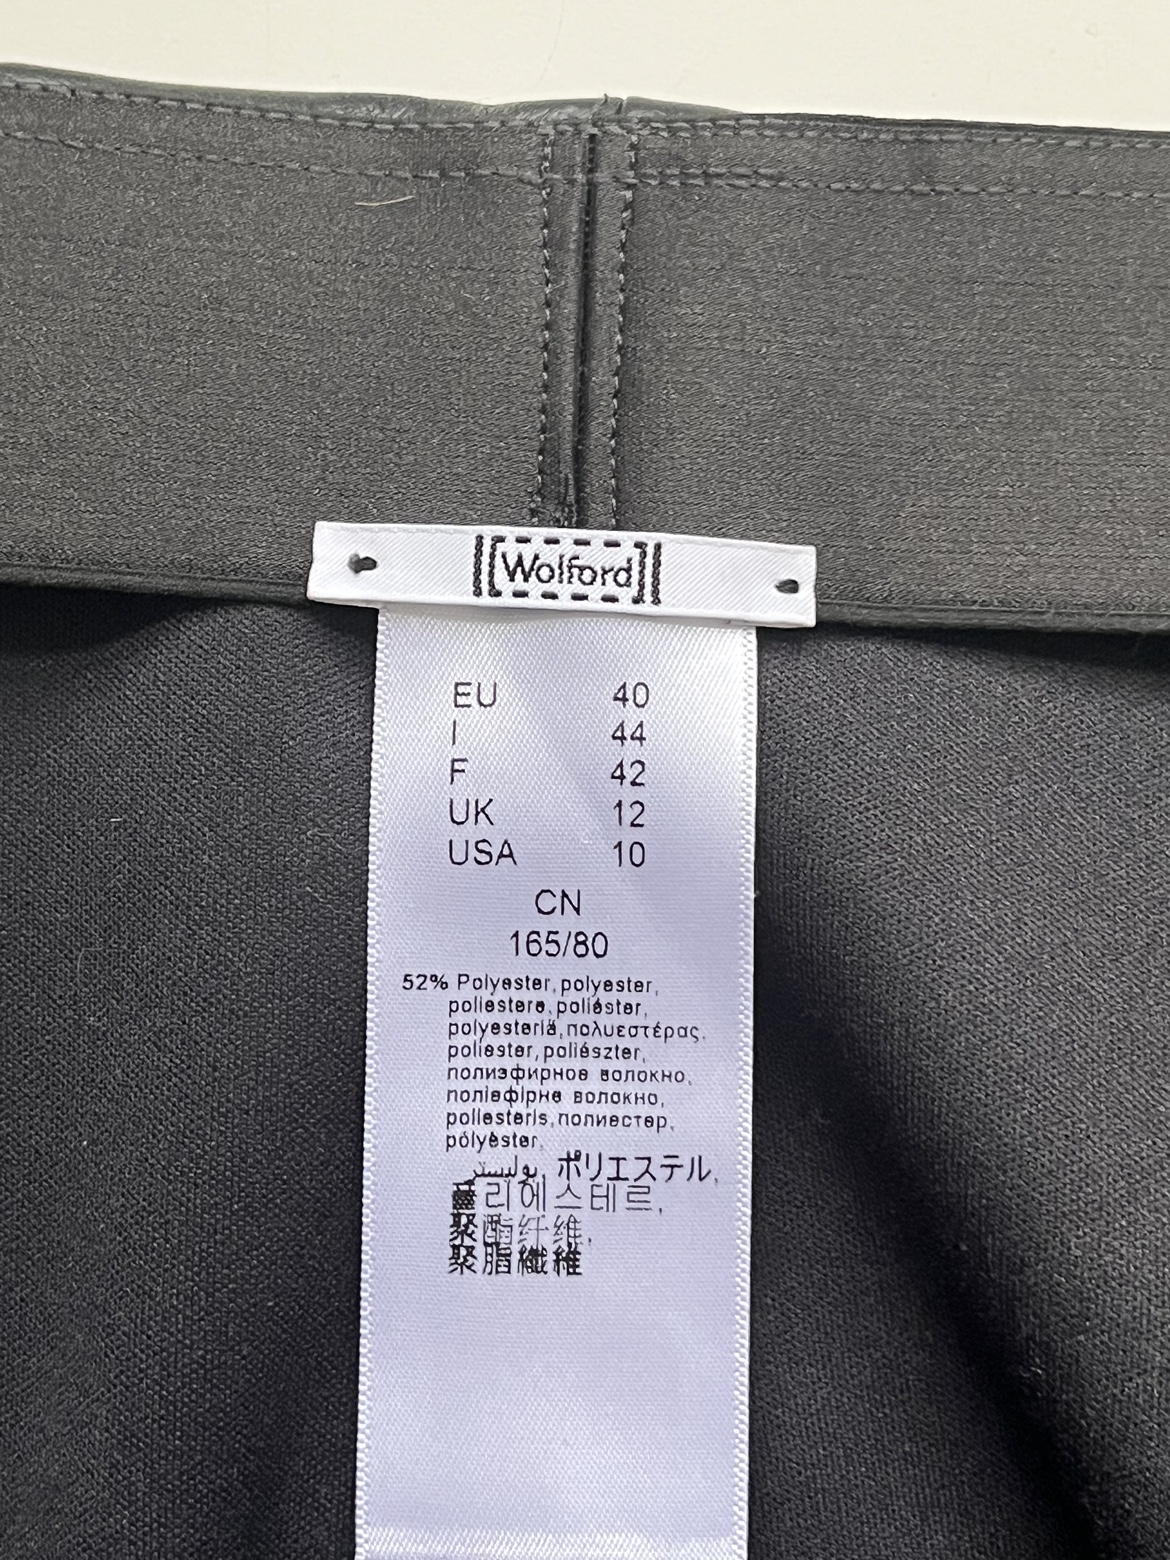 [Wolford]
EU 40
I 44
F 42
UK 12
USA 10
CN
165/80
52% Polyester, polyester,
poliestere, poliéster,
polyesteriä, πολυεστέρας,
poliester, poliészter,
полиэфирное волокно,
поліефірне волокно,
poliesteris, полиестер,
pólyéster,
بوليستر, ポリエステル,
폴리에스테르,
聚酯纤维,
聚脂纖維